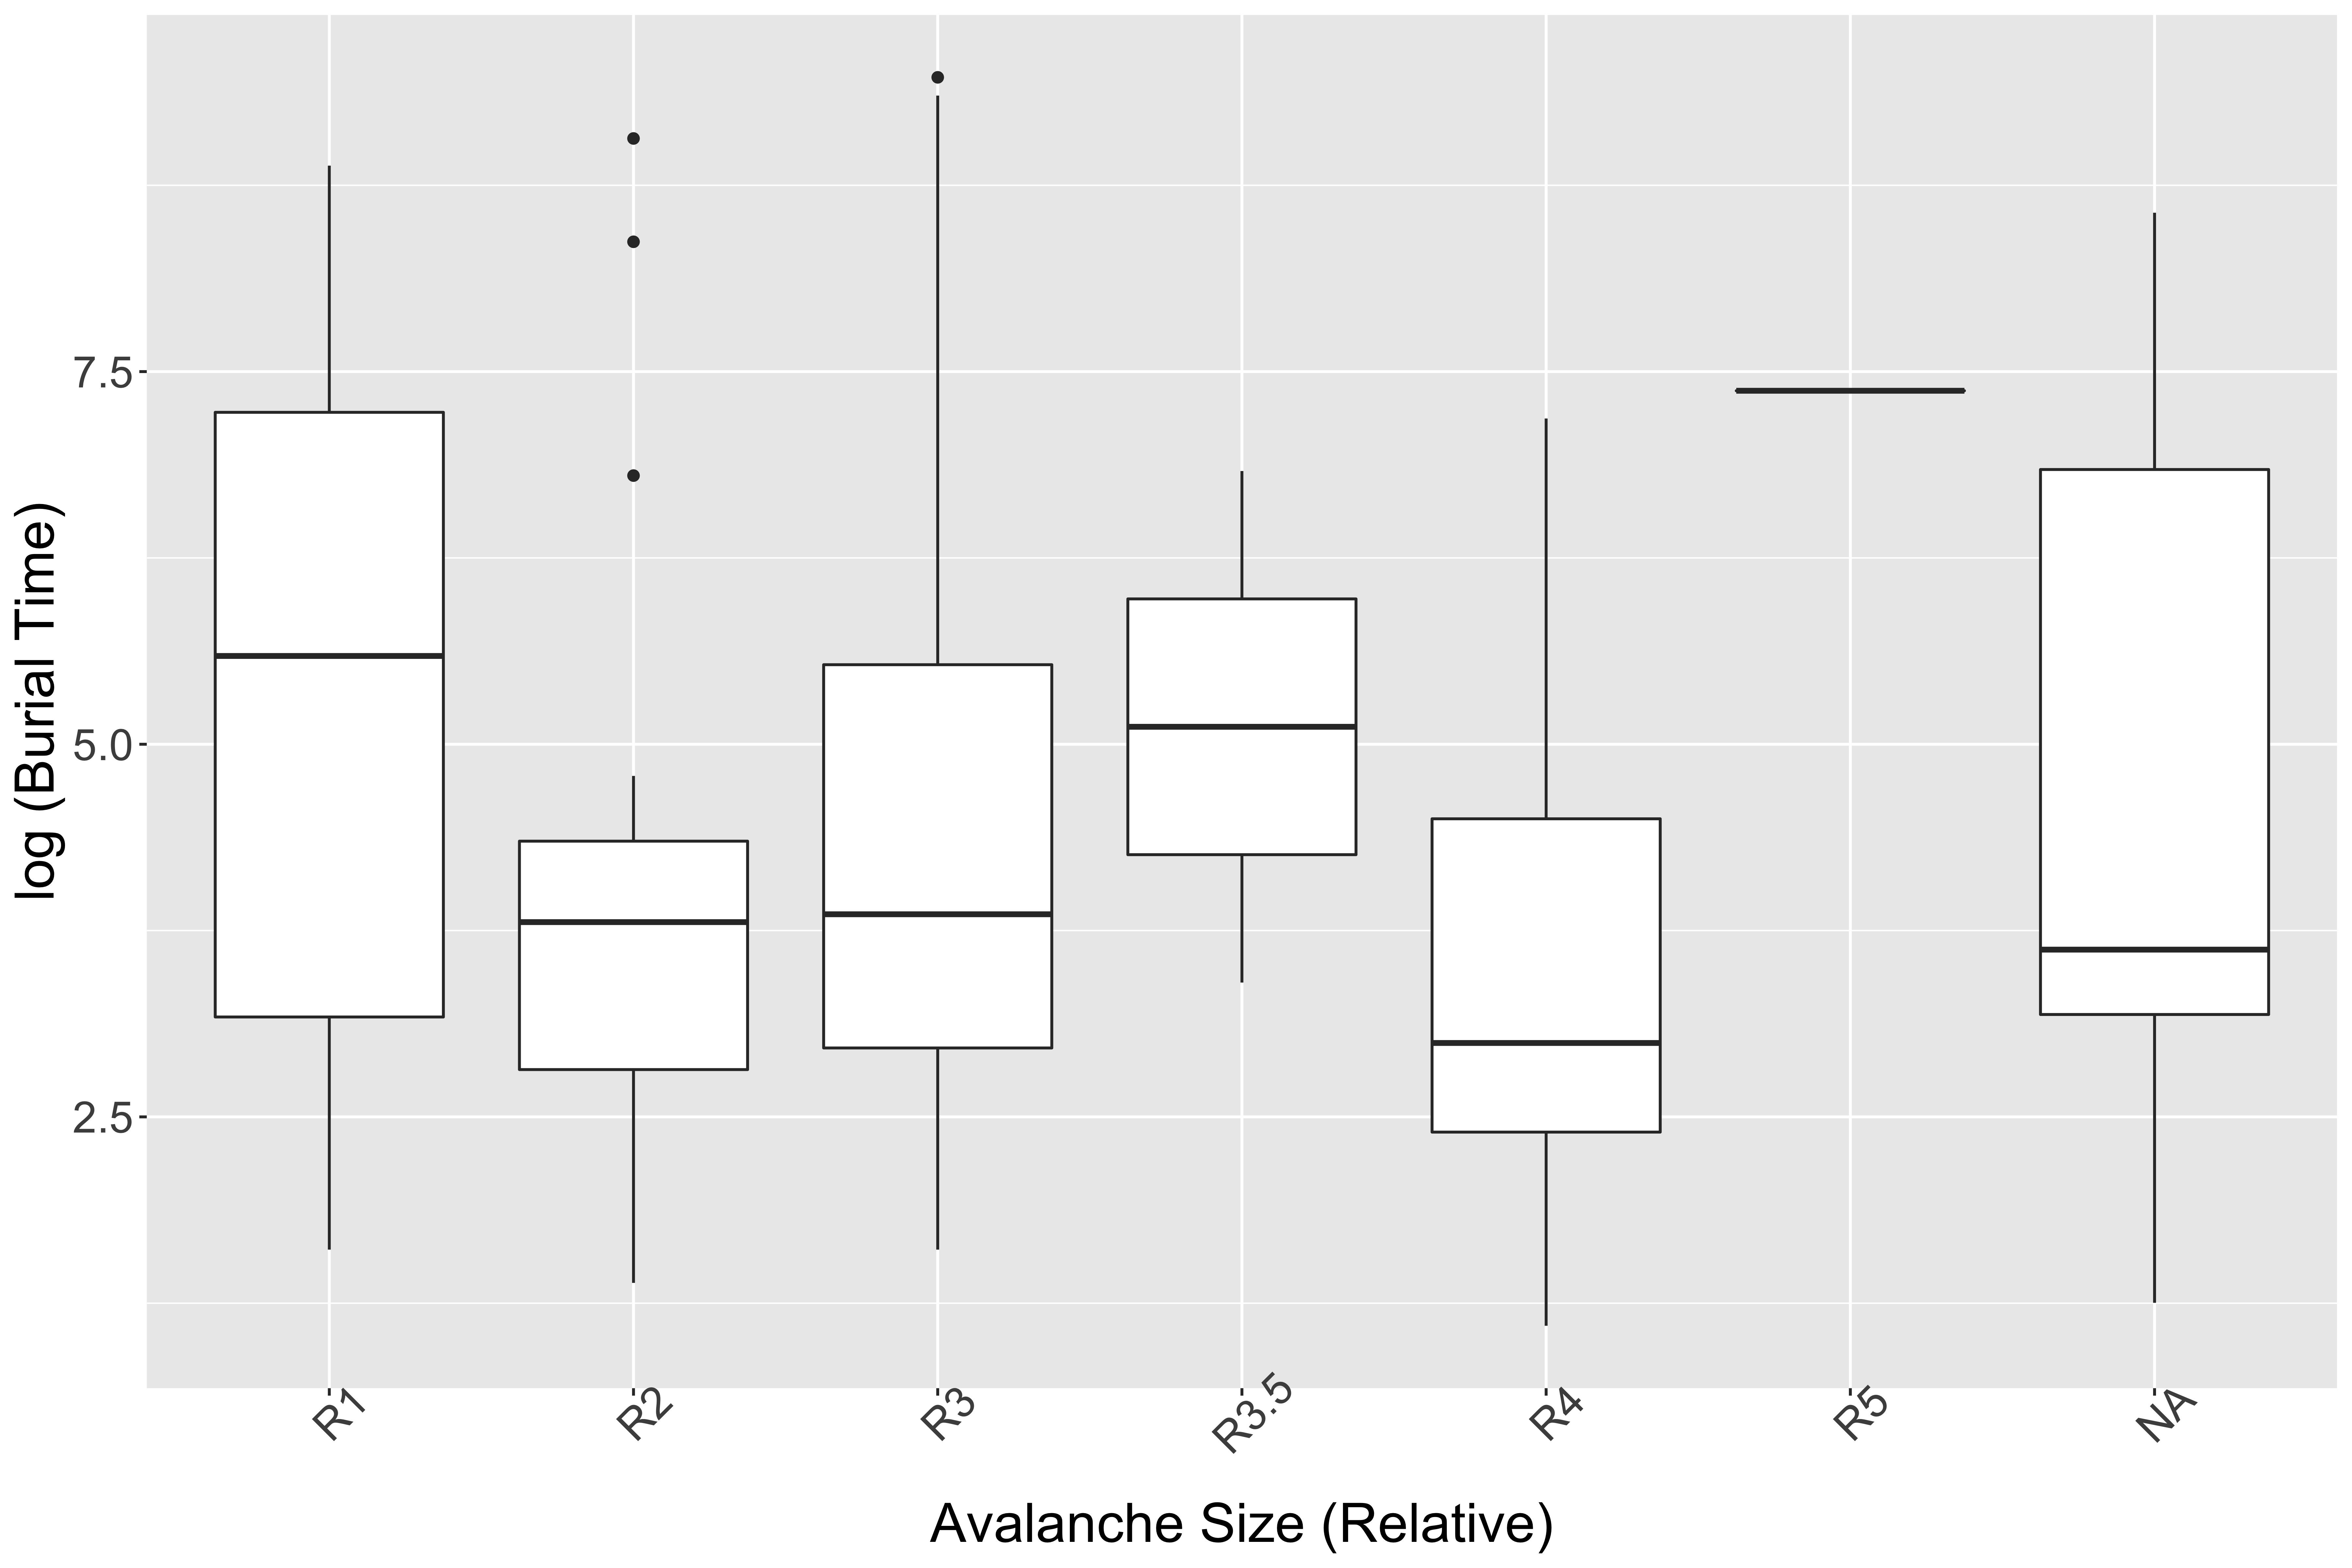 log (Burial Time)
7.5
5.0
2.5
R1 R2 R3 R3.5 R4 R5 NA
Avalanche Size (Relative)